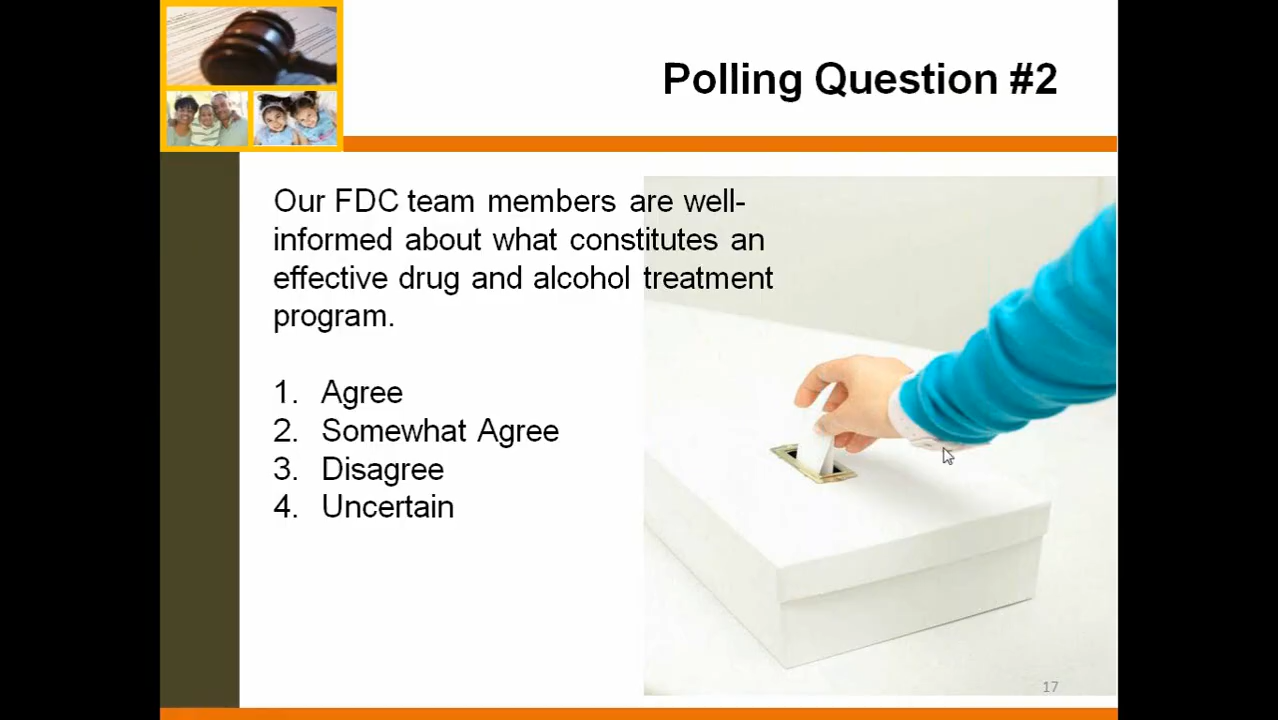 Polling Question #2
Our FDC team members are well-
informed about what constitutes an
effective drug and alcohol treatment
program.
1. Agree
2. Somewhat Agree
3. Disagree
4. Uncertain
17